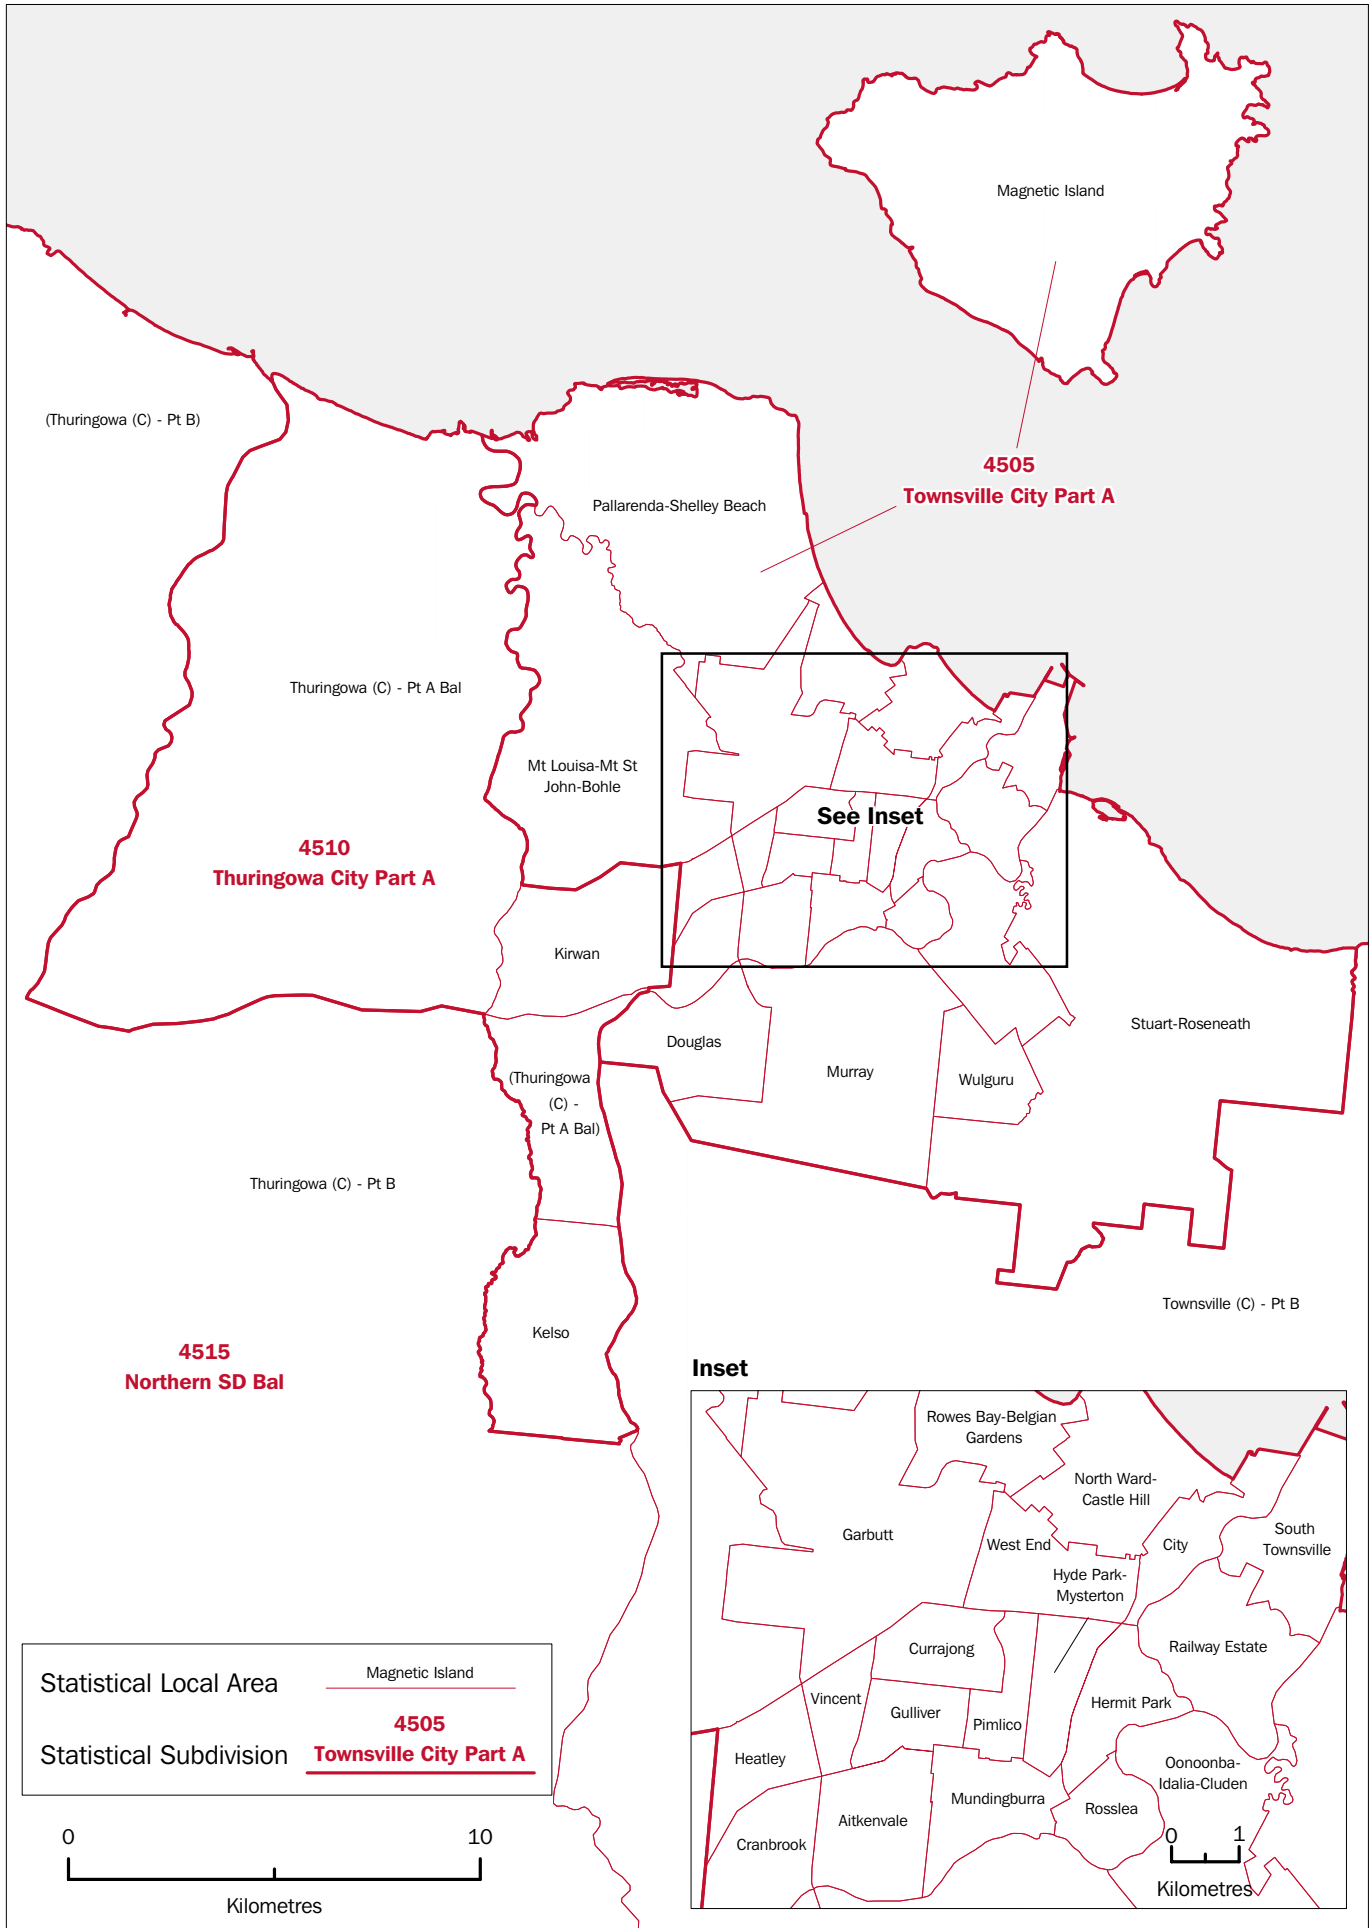 Magnetic Island
(Thuringowa (C) - Pt B)
4505
Townsville City Part A
Pallarenda-Shelley Beach
Thuringowa (C) - Pt A Bal
Mt Louisa-Mt St
John-Bohle
See Inset
4510
Thuringowa City Part A
Kirwan
Stuart-Roseneath
Douglas
Murray
Wulguru
(Thuringowa
(C) -
Pt A Bal)
Thuringowa (C) - Pt B
Townsville (C) - Pt B
Kelso
4515
Northern SD Bal
Inset
Rowes Bay-Belgian
Gardens
North Ward-
Castle Hill
Garbutt
West End
City
South
Townsville
Hyde Park-
Mysterton
Currajong
Railway Estate
Vincent
Gulliver
Pimlico
Hermit Park
Heatley
Oonoonba-
Idalia-Cluden
Mundingburra
Rosslea
Aitkenvale
Cranbrook
0 1
Kilometres
Statistical Local Area
Magnetic Island
Statistical Subdivision
4505
Townsville City Part A
0 10
Kilometres